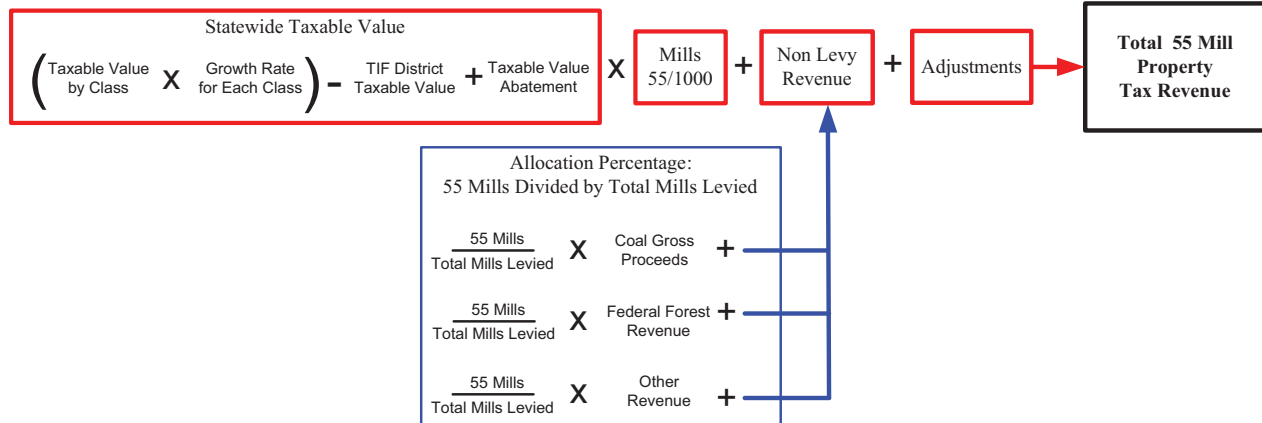 Statewide Taxable Value
(Taxable Value
by Class
X
Growth Rate
for Each Class)
-
TIF District
Taxable Value
+
Taxable Value
Abatement
X
Mills
55/1000
+
Non Levy
Revenue
+
Adjustments
Total 55 Mill
Property
Tax Revenue
Allocation Percentage:
55 Mills Divided by Total Mills Levied
55 Mills
Total Mills Levied
X
Coal Gross
Proceeds
+
55 Mills
Total Mills Levied
X
Federal Forest
Revenue
+
55 Mills
Total Mills Levied
X
Other
Revenue
+